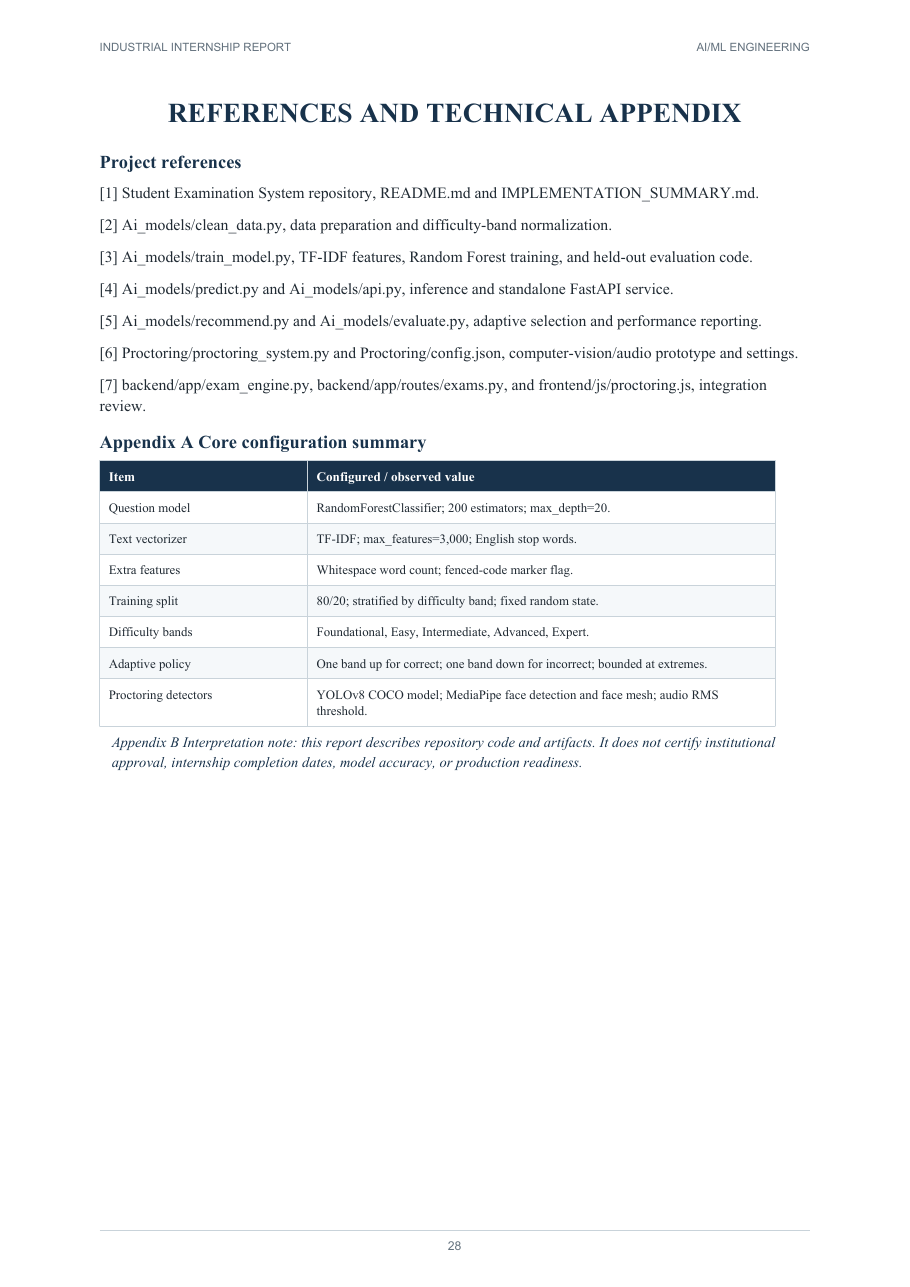 INDUSTRIAL INTERNSHIP REPORT AI/ML ENGINEERING
REFERENCES AND TECHNICAL APPENDIX
Project references
[1] Student Examination System repository, README.md and IMPLEMENTATION_SUMMARY.md.
[2] Ai_models/clean_data.py, data preparation and difficulty-band normalization.
[3] Ai_models/train_model.py, TF-IDF features, Random Forest training, and held-out evaluation code.
[4] Ai_models/predict.py and Ai_models/api.py, inference and standalone FastAPI service.
[5] Ai_models/recommend.py and Ai_models/evaluate.py, adaptive selection and performance reporting.
[6] Proctoring/proctoring_system.py and Proctoring/config.json, computer-vision/audio prototype and settings.
[7] backend/app/exam_engine.py, backend/app/routes/exams.py, and frontend/js/proctoring.js, integration
review.
Appendix A Core configuration summary
Item Configured / observed value
Question model RandomForestClassifier; 200 estimators; max_depth=20.
Text vectorizer TF-IDF; max_features=3,000; English stop words.
Extra features Whitespace word count; fenced-code marker flag.
Training split 80/20; stratified by difficulty band; fixed random state.
Difficulty bands Foundational, Easy, Intermediate, Advanced, Expert.
Adaptive policy One band up for correct; one band down for incorrect; bounded at extremes.
Proctoring detectors YOLOv8 COCO model; MediaPipe face detection and face mesh; audio RMS
threshold.
Appendix B Interpretation note: this report describes repository code and artifacts. It does not certify institutional
approval, internship completion dates, model accuracy, or production readiness.
28